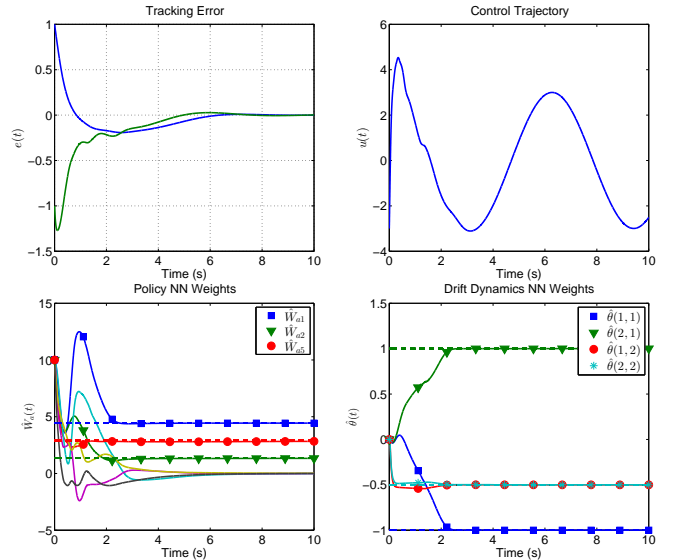 Tracking Error
1
0.5
0
−0.5
−1
−1.5
e(t)
0 2 4 6 8 10
Time (s)
Control Trajectory
6
4
2
0
−2
−4
u(t)
0 2 4 6 8 10
Time (s)
Policy NN Weights
15
10
5
0
−5
Ŵa(t)
Ŵa1
Ŵa2
Ŵa5
0 2 4 6 8 10
Time (s)
Drift Dynamics NN Weights
1.5
1
0.5
0
−0.5
−1
θ̂(t)
θ̂(1, 1)
θ̂(2, 1)
θ̂(1, 2)
θ̂(2, 2)
0 2 4 6 8 10
Time (s)